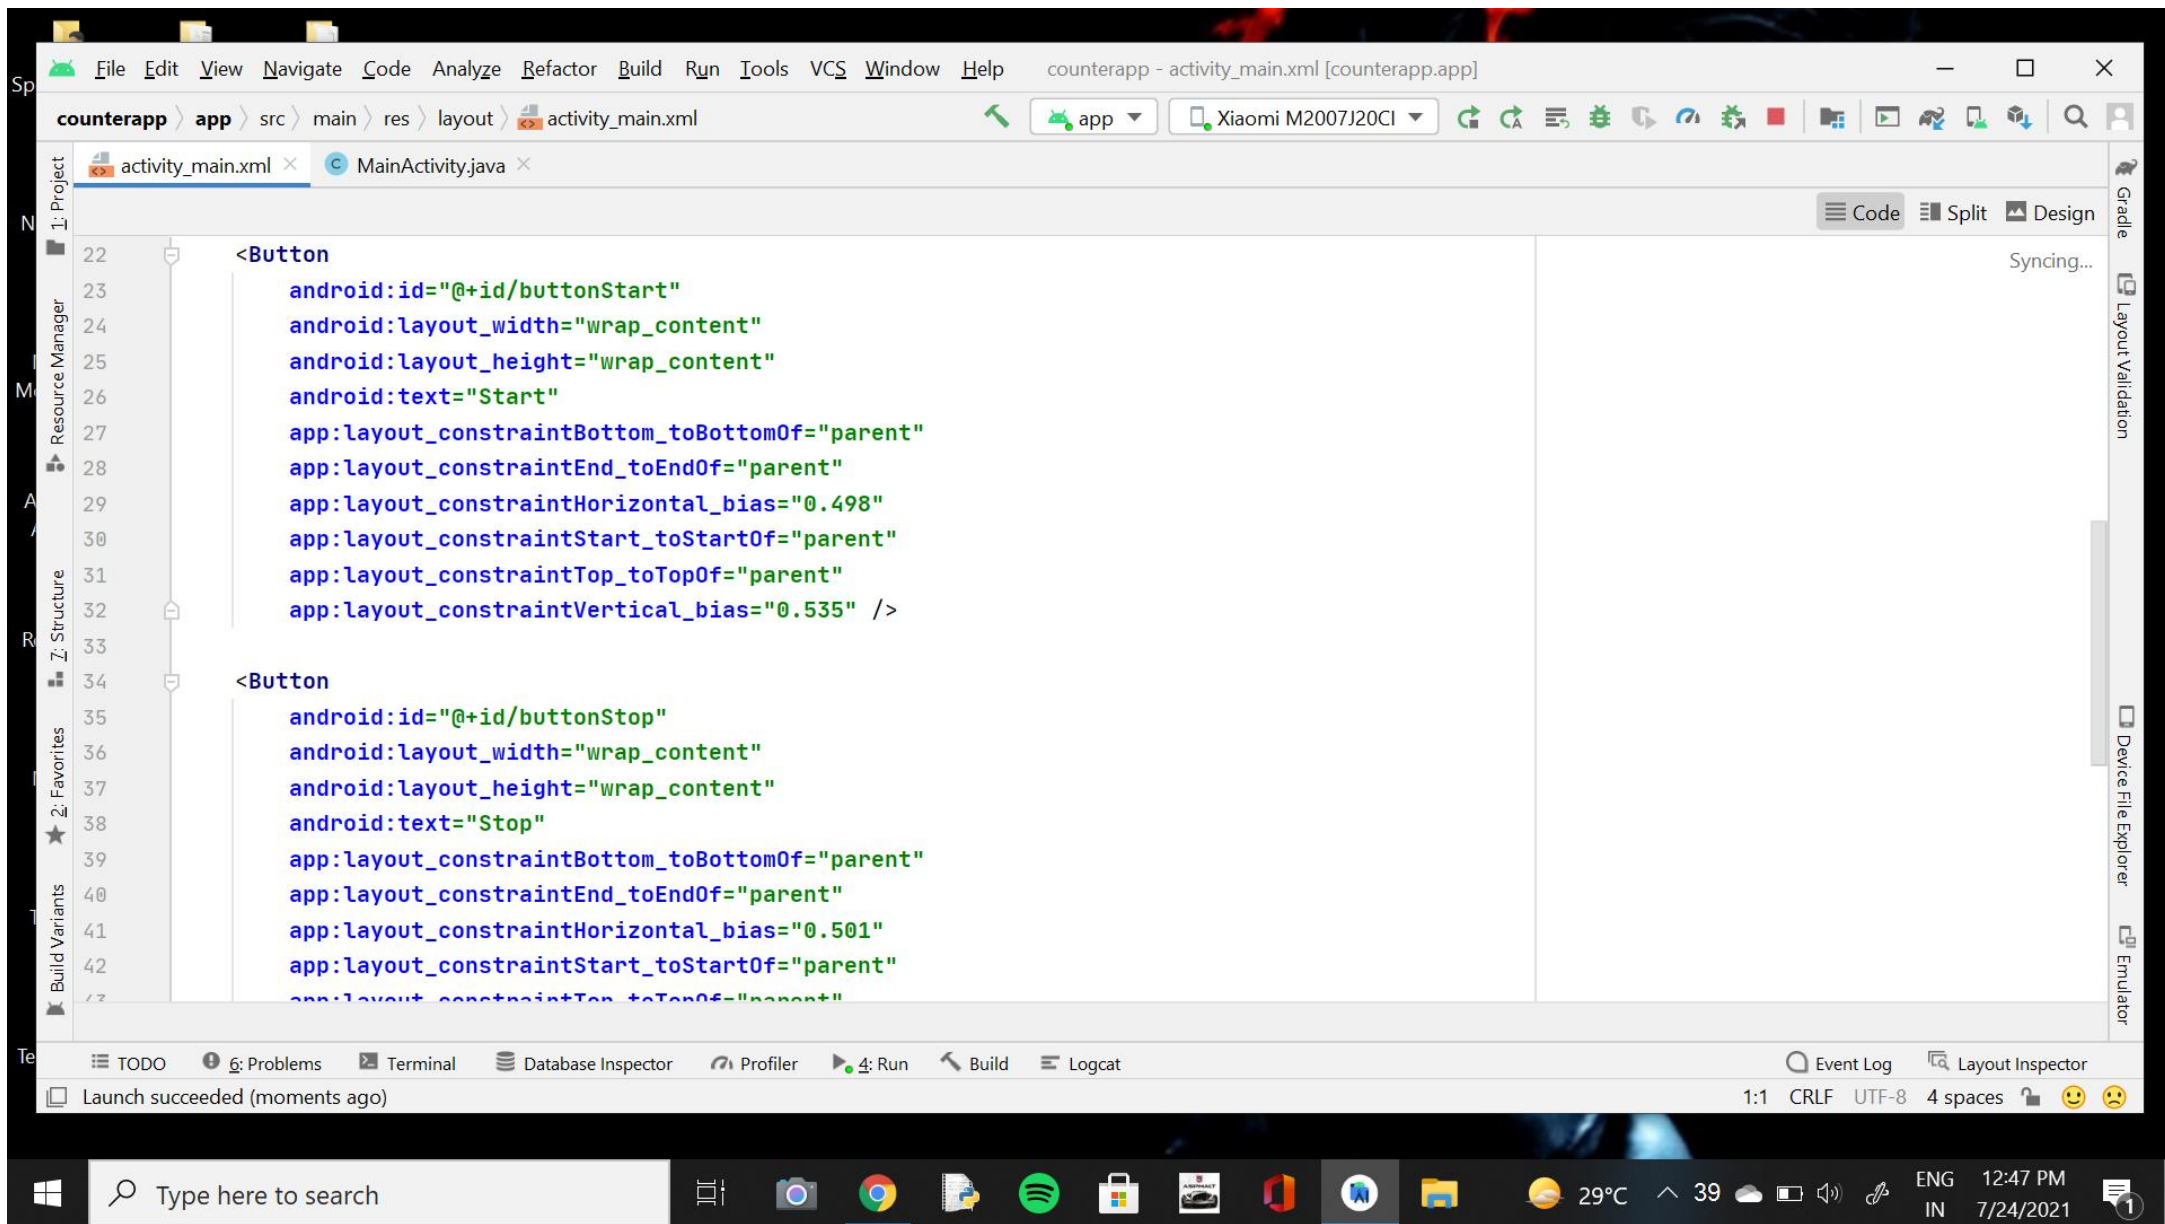 File Edit View Navigate Code Analyze Refactor Build Run Tools VCS Window Help counterapp - activity_main.xml [counterapp.app]
counterapp app src main res layout activity_main.xml app Xiaomi M2007J20CI
activity_main.xml MainActivity.java
Code Split Design
Syncing...
22 <Button
23 android:id="@+id/buttonStart"
24 android:layout_width="wrap_content"
25 android:layout_height="wrap_content"
26 android:text="Start"
27 app:layout_constraintBottom_toBottomOf="parent"
28 app:layout_constraintEnd_toEndOf="parent"
29 app:layout_constraintHorizontal_bias="0.498"
30 app:layout_constraintStart_toStartOf="parent"
31 app:layout_constraintTop_toTopOf="parent"
32 app:layout_constraintVertical_bias="0.535" />
33
34 <Button
35 android:id="@+id/buttonStop"
36 android:layout_width="wrap_content"
37 android:layout_height="wrap_content"
38 android:text="Stop"
39 app:layout_constraintBottom_toBottomOf="parent"
40 app:layout_constraintEnd_toEndOf="parent"
41 app:layout_constraintHorizontal_bias="0.501"
42 app:layout_constraintStart_toStartOf="parent"
43 app:layout_constraintTop_toTopOf="parent"
1: Project
Resource Manager
Z: Structure
2: Favorites
Build Variants
Gradle
Layout Validation
Device File Explorer
Emulator
TODO 6: Problems Terminal Database Inspector Profiler 4: Run Build Logcat Event Log Layout Inspector
Launch succeeded (moments ago) 1:1 CRLF UTF-8 4 spaces
Type here to search 29°C 39 ENG 12:47 PM
IN 7/24/2021 1